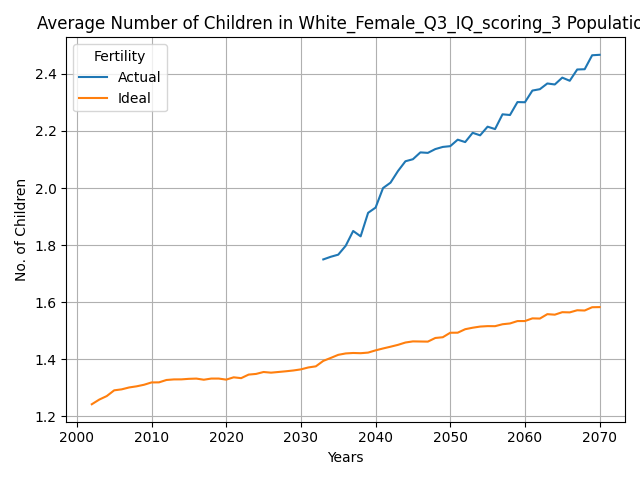 Average Number of Children in White_Female_Q3_IQ_scoring_3 Populatio
Fertility
Actual
Ideal
No. of Children
2.4
2.2
2.0
1.8
1.6
1.4
1.2
2000 2010 2020 2030 2040 2050 2060 2070
Years